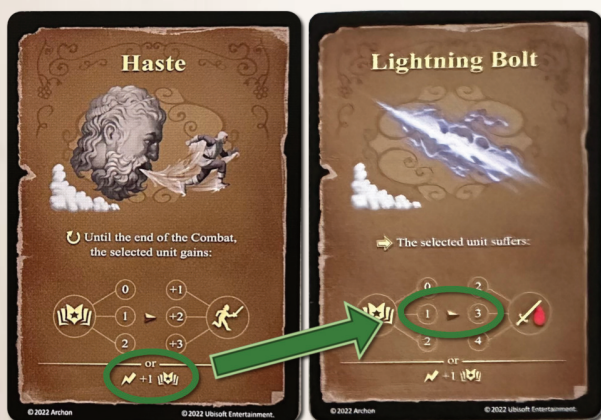 Haste
Until the end of the Combat,
the selected unit gains:
0 +1
1 +2
2 +3
or
+1
© 2022 Archon © 2022 Ubisoft Entertainment.
Lightning Bolt
The selected unit suffers:
0 2
1 3
2 4
or
+1
© 2022 Archon © 2022 Ubisoft Entertainment.